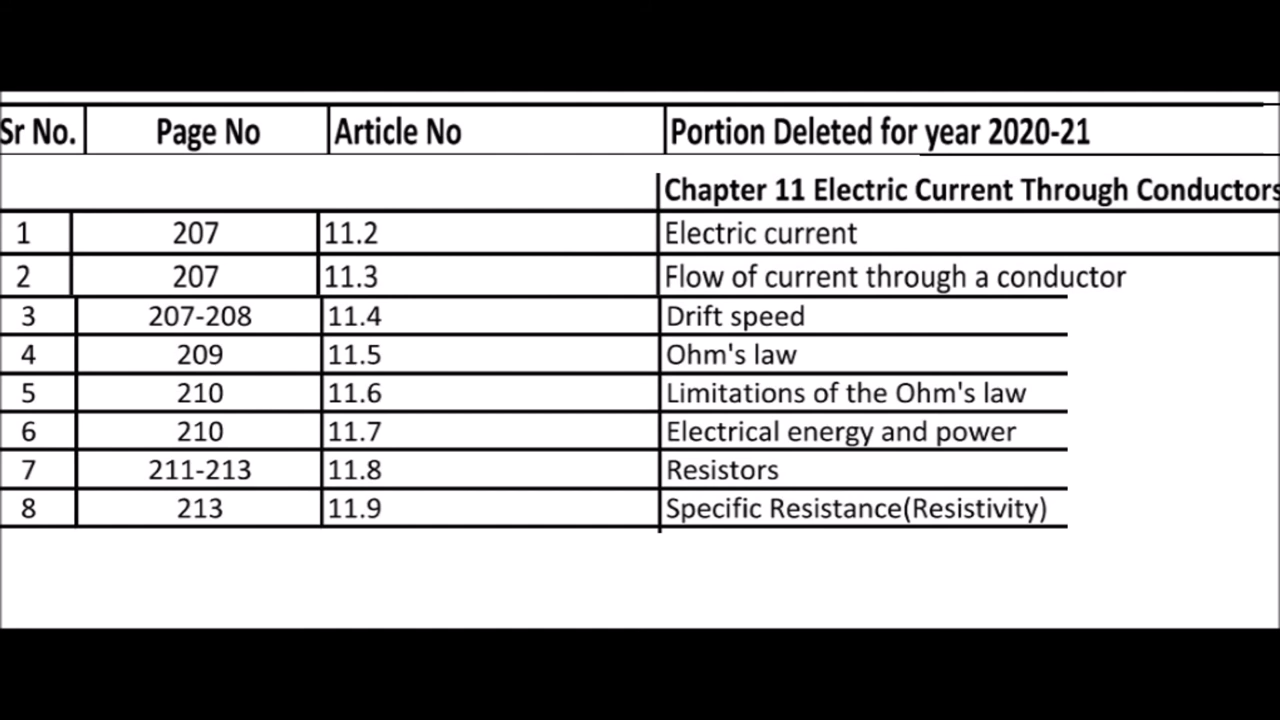 Sr No. Page No Article No Portion Deleted for year 2020-21
Chapter 11 Electric Current Through Conductors
1 207 11.2 Electric current
2 207 11.3 Flow of current through a conductor
3 207-208 11.4 Drift speed
4 209 11.5 Ohm's law
5 210 11.6 Limitations of the Ohm's law
6 210 11.7 Electrical energy and power
7 211-213 11.8 Resistors
8 213 11.9 Specific Resistance(Resistivity)